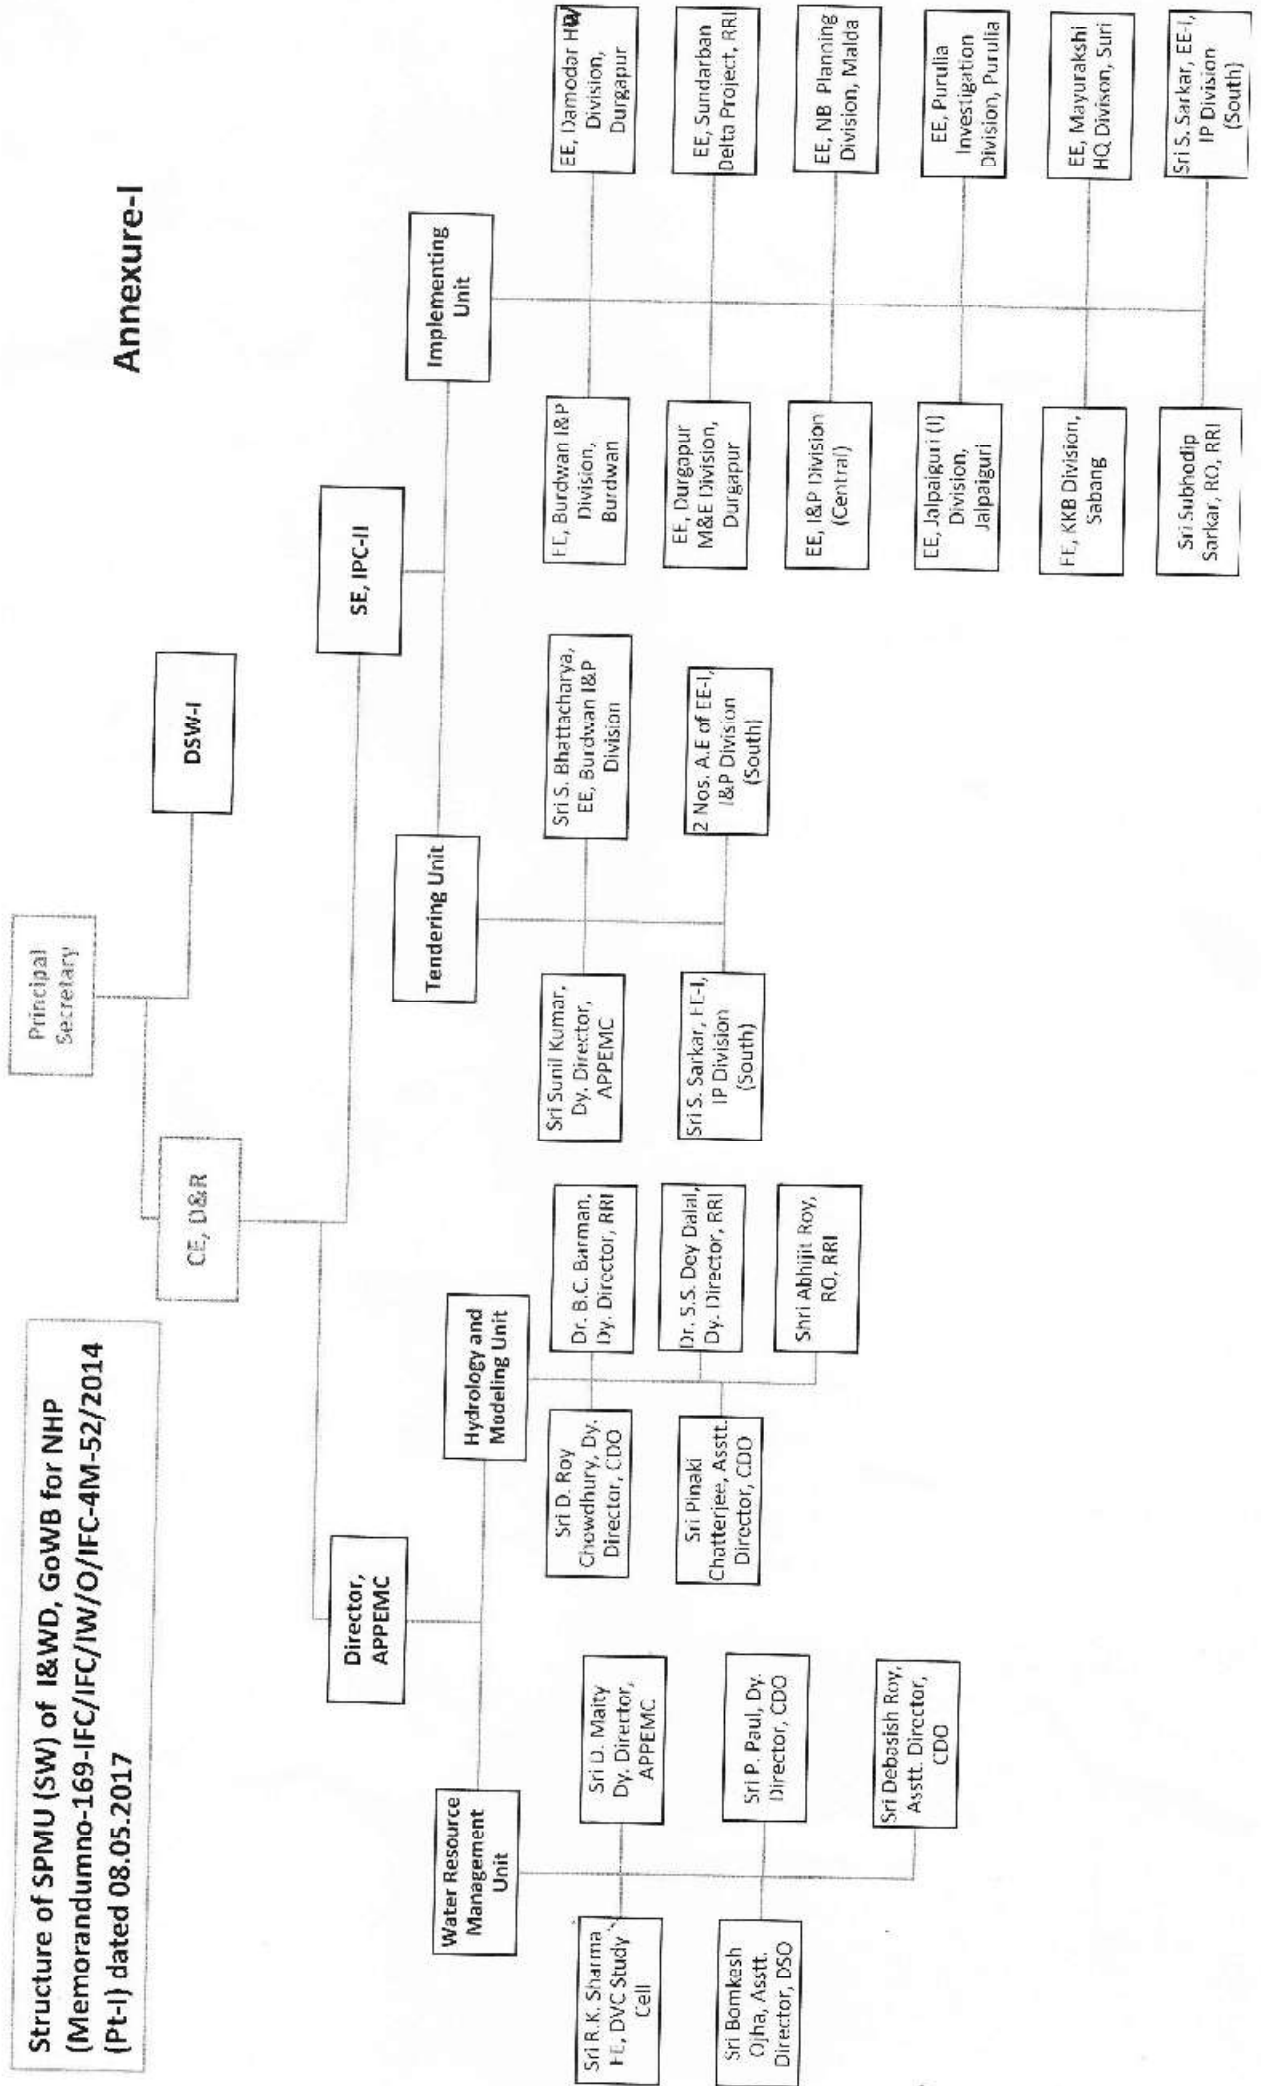 Annexure-I
Structure of SPMU (SW) of I&WD, GoWB for NHP
(Memorandumno-169-IFC/IFC/IW/O/IFC-4M-52/2014
(Pt-I) dated 08.05.2017
Principal
Secretary
DSW-I
CE, D&R
SE, IPC-II
Director,
APPEMC
Water Resource
Management
Unit
Hydrology and
Modeling Unit
Tendering Unit
Implementing
Unit
Sri R.K. Sharma
EE, DVC Study
Cell
Sri D. Maity
Dy. Director,
APPEMC
Sri Bomkesh
Ojha, Asstt.
Director, DSO
Sri P. Paul, Dy.
Director, CDO
Sri Debasish Roy,
Asstt. Director,
CDO
Sri D. Roy
Chowdhury, Dy.
Director, CDO
Dr. B.C. Barman,
Dy. Director, RRI
Sri Pinaki
Chatterjee, Asstt.
Director, CDO
Dr. S.S. Dey Dalal,
Dy. Director, RRI
Shri Abhijit Roy,
RO, RRI
Sri Sunil Kumar,
Dy. Director,
APPEMC
Sri S. Bhattacharya,
EE, Burdwan I&P
Division
Sri S. Sarkar, EE-I,
IP Division
(South)
2 Nos. A.E of EE-I,
I&P Division
(South)
EE, Burdwan I&P
Division,
Burdwan
EE, Damodar HW
Division,
Durgapur
EE, Durgapur
M&E Division,
Durgapur
EE, Sundarban
Delta Project, RRI
EE, I&P Division
(Central)
EE, NB Planning
Division, Malda
EE, Jalpaiguri (I)
Division,
Jalpaiguri
EE, Purulia
Investigation
Division, Purulia
EE, KKB Division,
Sabang
EE, Mayurakshi
HQ Divison, Suri
Sri Subhodip
Sarkar, RO, RRI
Sri S. Sarkar, EE-I,
IP Division
(South)